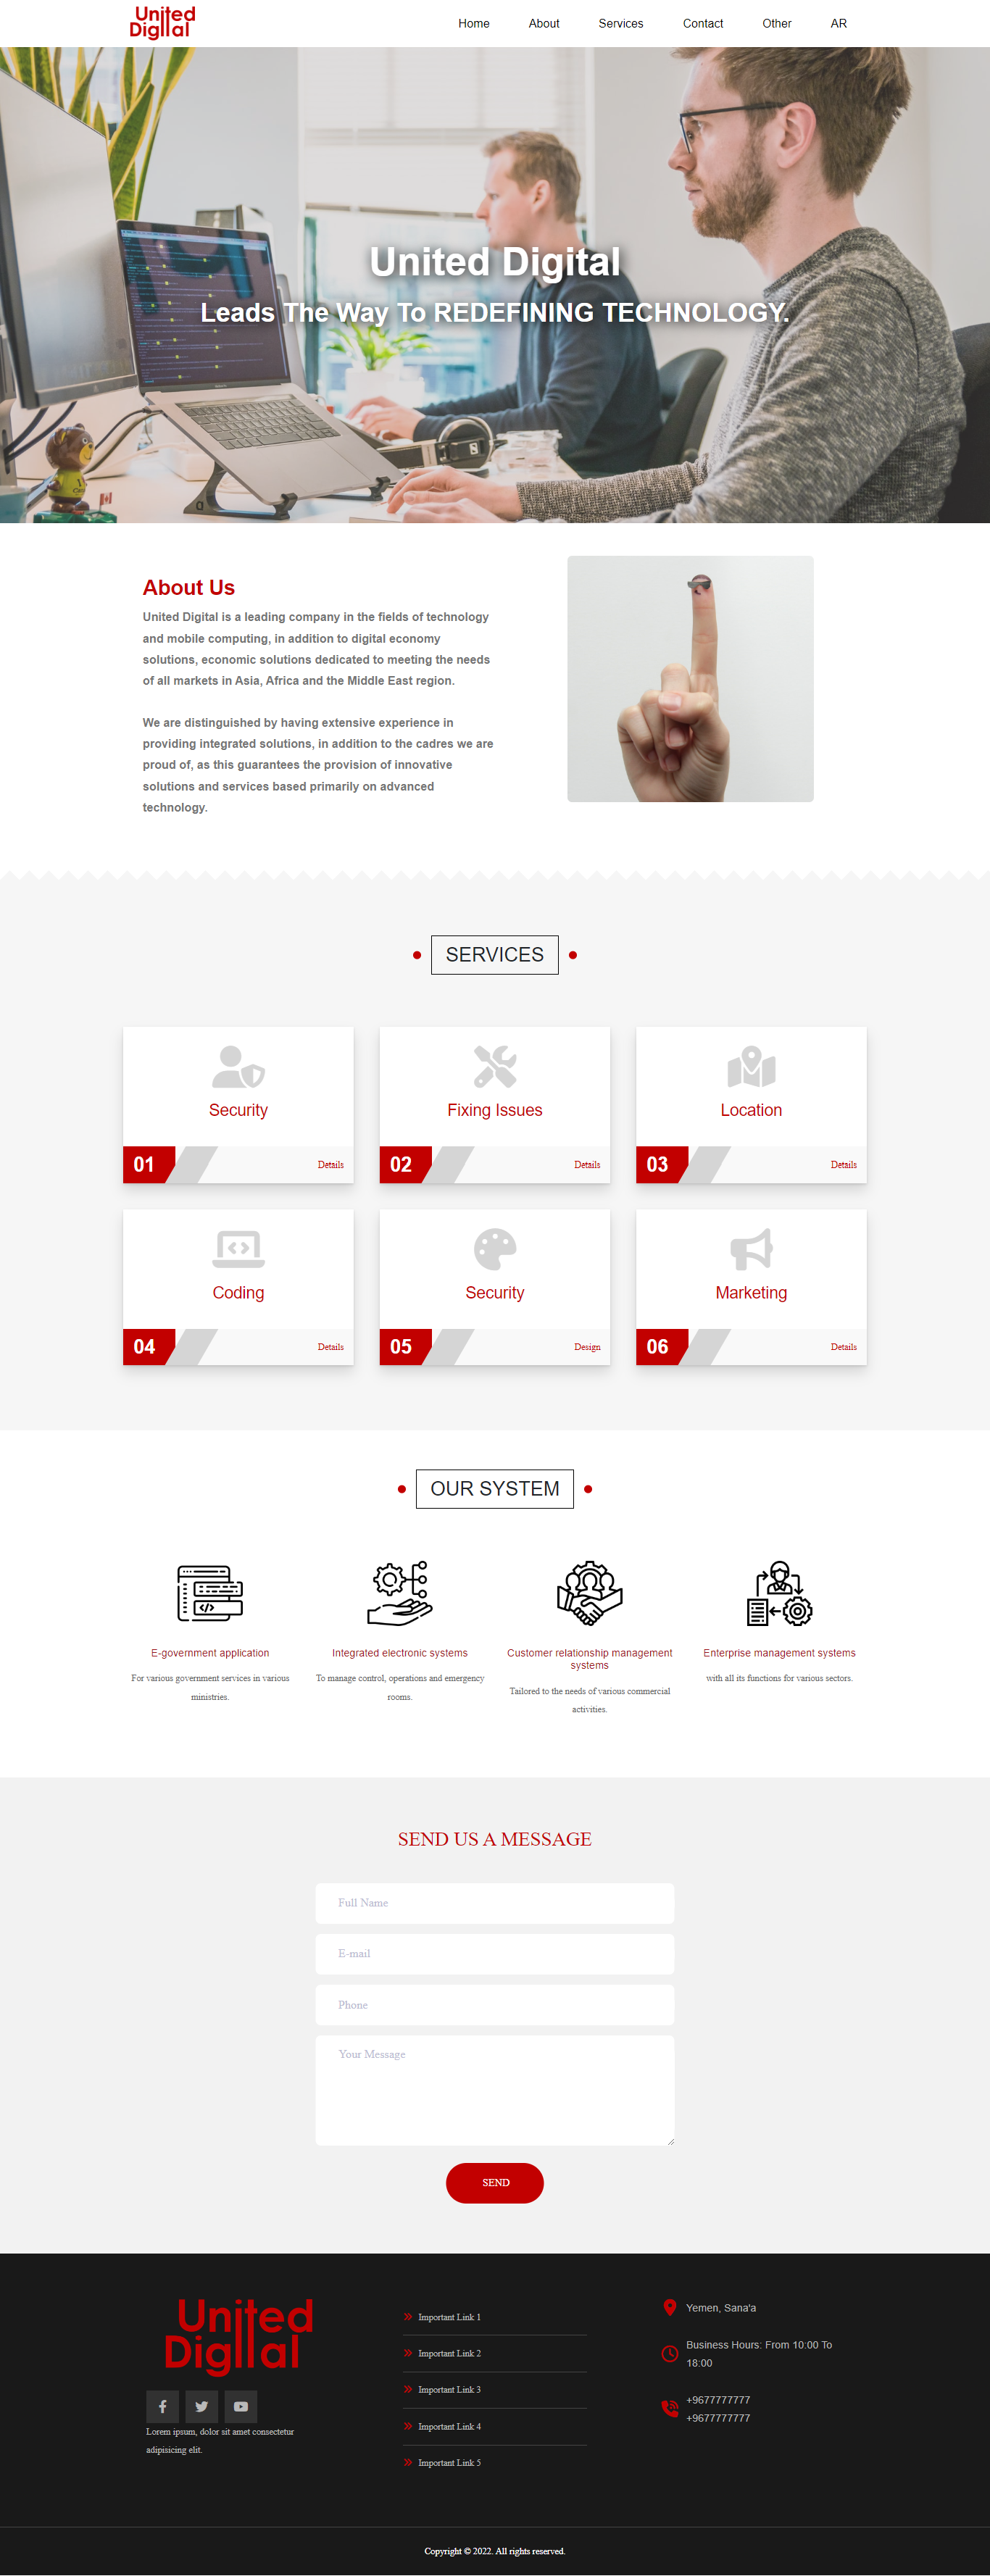 United
Digital
Home
About
Services
Contact
Other
AR
United Digital
Leads The Way To REDEFINING TECHNOLOGY.
About Us
United Digital is a leading company in the fields of technology
and mobile computing, in addition to digital economy
solutions, economic solutions dedicated to meeting the needs
of all markets in Asia, Africa and the Middle East region.
We are distinguished by having extensive experience in
providing integrated solutions, in addition to the cadres we are
proud of, as this guarantees the provision of innovative
solutions and services based primarily on advanced
technology.
SERVICES
Security
01
Details
Fixing Issues
02
Details
Location
03
Details
Coding
04
Details
Security
05
Design
Marketing
06
Details
OUR SYSTEM
E-government application
For various government services in various
ministries.
Integrated electronic systems
To manage control, operations and emergency
rooms.
Customer relationship management
systems
Tailored to the needs of various commercial
activities.
Enterprise management systems
with all its functions for various sectors.
SEND US A MESSAGE
Full Name
E-mail
Phone
Your Message
SEND
United
Digital
Lorem ipsum, dolor sit amet consectetur
adipisicing elit.
Important Link 1
Important Link 2
Important Link 3
Important Link 4
Important Link 5
Yemen, Sana'a
Business Hours: From 10:00 To
18:00
+9677777777
+9677777777
Copyright © 2022. All rights reserved.